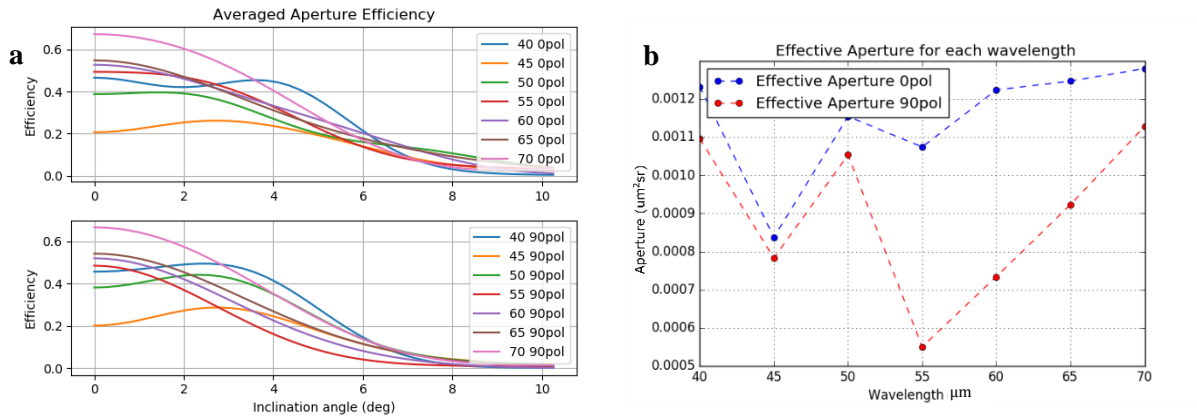 Averaged Aperture Efficiency
a
Efficiency
0.6
0.4
0.2
0.0
40 0pol
45 0pol
50 0pol
55 0pol
60 0pol
65 0pol
70 0pol
0 2 4 6 8 10
Efficiency
0.6
0.4
0.2
0.0
40 90pol
45 90pol
50 90pol
55 90pol
60 90pol
65 90pol
70 90pol
0 2 4 6 8 10
Inclination angle (deg)
b
Effective Aperture for each wavelength
Effective Aperture 0pol
Effective Aperture 90pol
Aperture (um²sr)
0.0012
0.0011
0.0010
0.0009
0.0008
0.0007
0.0006
0.0005
40 45 50 55 60 65 70
Wavelength μm